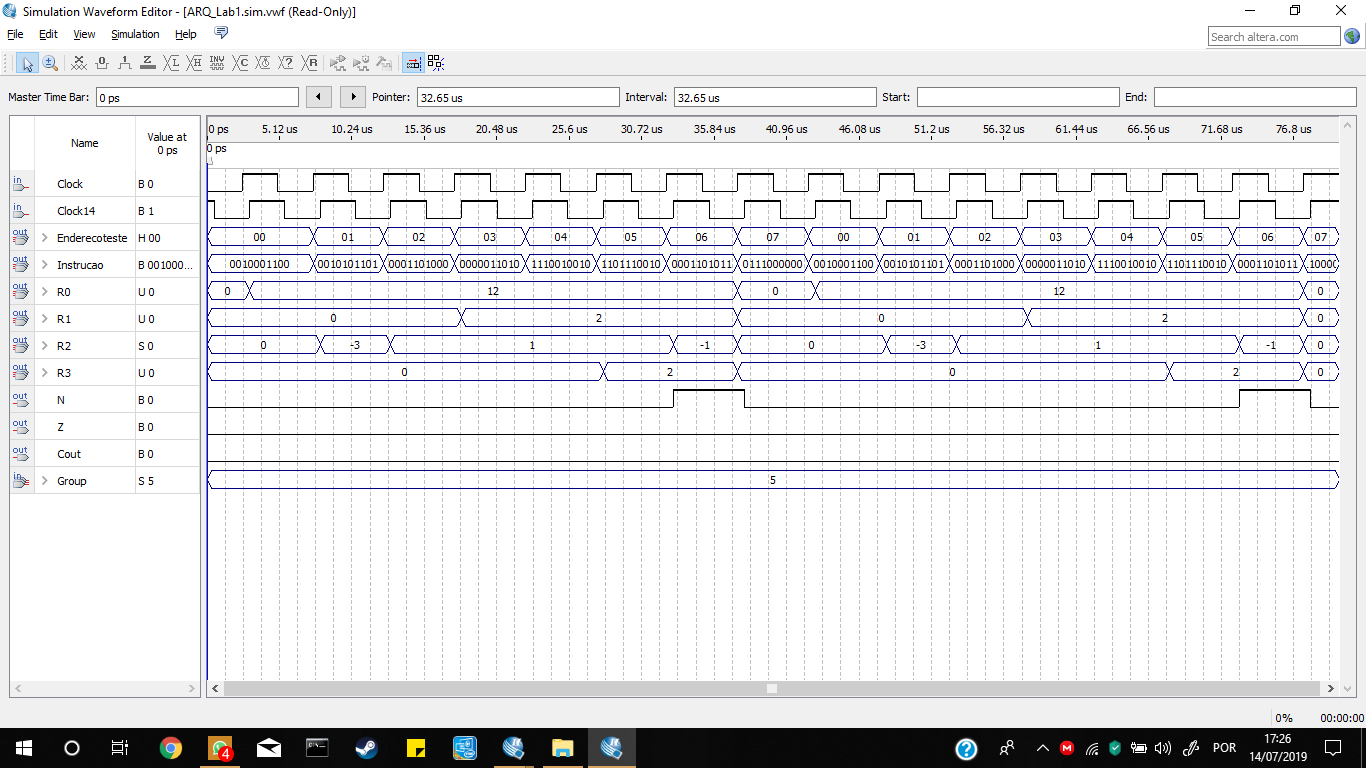 Simulation Waveform Editor - [ARQ_Lab1.sim.vwf (Read-Only)]
File Edit View Simulation Help
Search altera.com
Master Time Bar: 0 ps Pointer: 32.65 us Interval: 32.65 us Start: End:
Name Value at 0 ps
0 ps 5.12 us 10.24 us 15.36 us 20.48 us 25.6 us 30.72 us 35.84 us 40.96 us 46.08 us 51.2 us 56.32 us 61.44 us 66.56 us 71.68 us 76.8 us
0 ps
in Clock B 0
in Clock14 B 1
out Enderecoteste H 00 00 01 02 03 04 05 06 07 00 01 02 03 04 05 06 07
out Instrucao B 001000... 0010001100 0010101101 0001101000 0000011010 1110010010 1101110010 0001101011 0111000000 0010001100 0010101101 0001101000 0000011010 1110010010 1101110010 0001101011 10000
out R0 U 0 0 12 0 12 0
out R1 U 0 0 2 0 2 0
out R2 S 0 0 -3 1 -1 0 -3 1 -1 0
out R3 U 0 0 2 0 2 0
out N B 0
out Z B 0
out Cout B 0
in Group S 5 5
0% 00:00:00
4 POR 17:26
14/07/2019